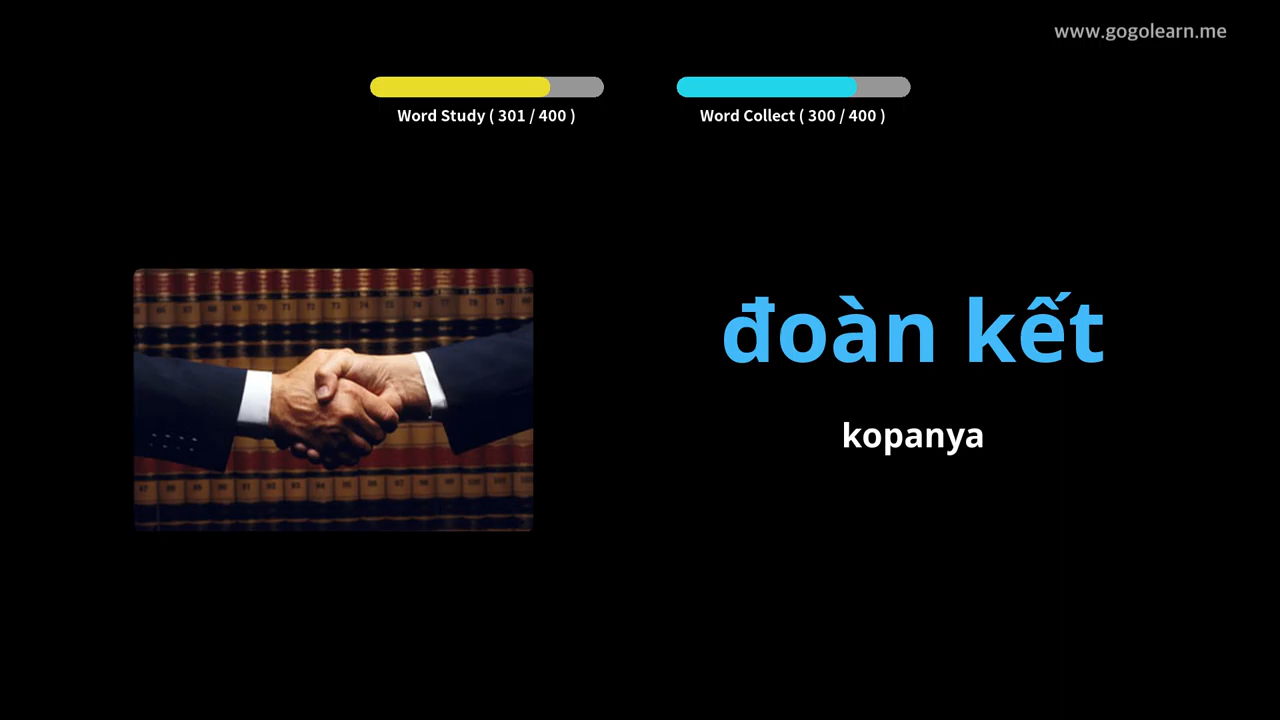 www.gogolearn.me
Word Study ( 301 / 400 )
Word Collect ( 300 / 400 )
đoàn kết
kopanya